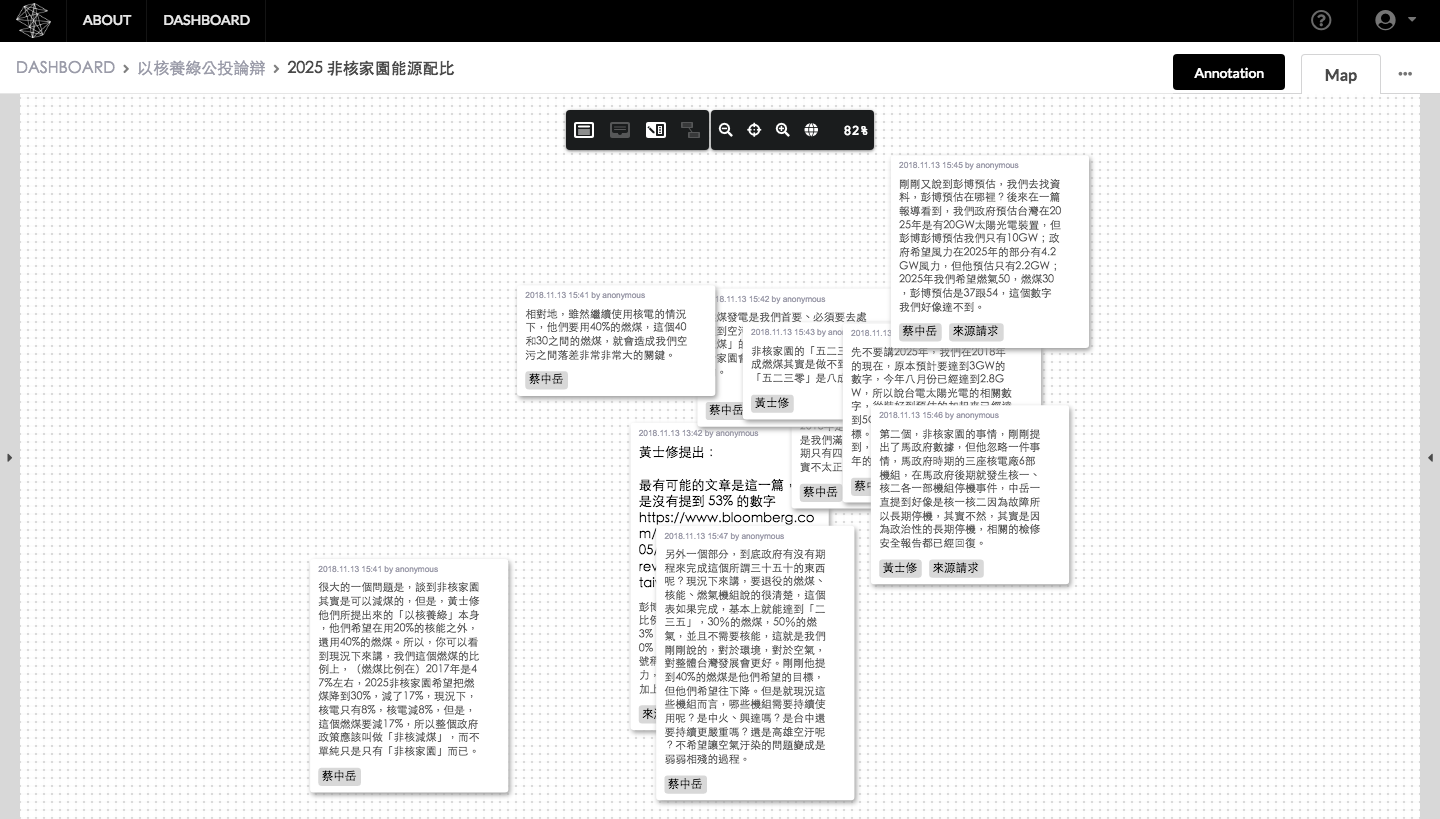 ABOUT
DASHBOARD
DASHBOARD > 以核養綠公投論辯 > 2025 非核家園能源配比
Annotation
Map
82%
2018.11.13 15:45 by anonymous
剛剛又說到彭博預估,我們去找資
料,彭博預估在哪裡?後來在一篇
報導看到,我們政府預估台灣在20
25年是有20GW太陽光電裝置,但
彭博彭博預估我們只有10GW;政
府希望風力在2025年的部分有4.2
GW風力,但他預估只有2.2GW;
2025年我們希望燃氣50,燃煤30
,彭博預估是37跟54,這個數字
我們好像達不到。
蔡中岳 來源請求
2018.11.13 15:41 by anonymous
相對地,雖然繼續使用核電的情況
下,他們要用40%的燃煤,這個40
和30之間的燃煤,就會造成我們空
污之間落差非常非常大的關鍵。
蔡中岳
18.11.13 15:42 by anonymous
煤發電是我們首要、必須要去處
到空污
煤」的
家園會
。
蔡中岳
2018.11.13 15:43 by ano
非核家園的「五二三
成燃煤其實是做不到
「五二三零」是八成
黃士修
2018.11.13
先不要講2025年,我們在2018年
的現在,原本預計要達到3GW的
數字,今年八月份已經達到2.8G
W,所以說台電太陽光電的相關數
到5G
標。
到,
年的
是我們滿
期只有四
實不太正
蔡中岳
2018.11.13 15:46 by anonymous
第二個,非核家園的事情,剛剛提
出了馬政府數據,但他忽略一件事
情,馬政府時期的三座核電廠6部
機組,在馬政府後期就發生核一、
核二各一部機組停機事件,中岳一
直提到好像是核一核二因為故障所
以長期停機,其實不然,其實是因
為政治性的長期停機,相關的檢修
安全報告都已經回復。
黃士修 來源請求
2018.11.13 13:42 by anonymous
黃士修提出:
最有可能的文章是這一篇,
是沒有提到 53% 的數字
https://www.bloomberg.co
m/
05/
rev
tai
彭博
比例
3%
0%
號稱
力,
加上
2018.11.13 15:47 by anonymous
另外一個部分,到底政府有沒有期
程來完成這個所謂三十五十的東西
呢?現況下來講,要退役的燃煤、
核能、燃氣機組說的很清楚,這個
表如果完成,基本上就能達到「二
三五」,30%的燃煤,50%的燃
氣,並且不需要核能,這就是我們
剛剛說的,對於環境,對於空氣,
對整體台灣發展會更好。剛剛他提
到40%的燃煤是他們希望的目標,
但他們希望往下降。但是就現況這
些機組而言,哪些機組需要持續使
用呢?是中火、興達嗎?是台中還
要持續更嚴重嗎?還是高雄空汙呢
?不希望讓空氣汙染的問題變成是
弱弱相殘的過程。
蔡中岳
2018.11.13 15:41 by anonymous
很大的一個問題是,談到非核家園
其實是可以減煤的,但是,黃士修
他們所提出來的「以核養綠」本身
,他們希望在用20%的核能之外,
還用40%的燃煤。所以,你可以看
到現況下來講,我們這個燃煤的比
例上,(燃煤比例在)2017年是4
7%左右,2025非核家園希望把燃
煤降到30%,減了17%,現況下,
核電只有8%,核電減8%,但是,
這個燃煤要減17%,所以整個政府
政策應該叫做「非核減煤」,而不
單純只是只有「非核家園」而已。
蔡中岳